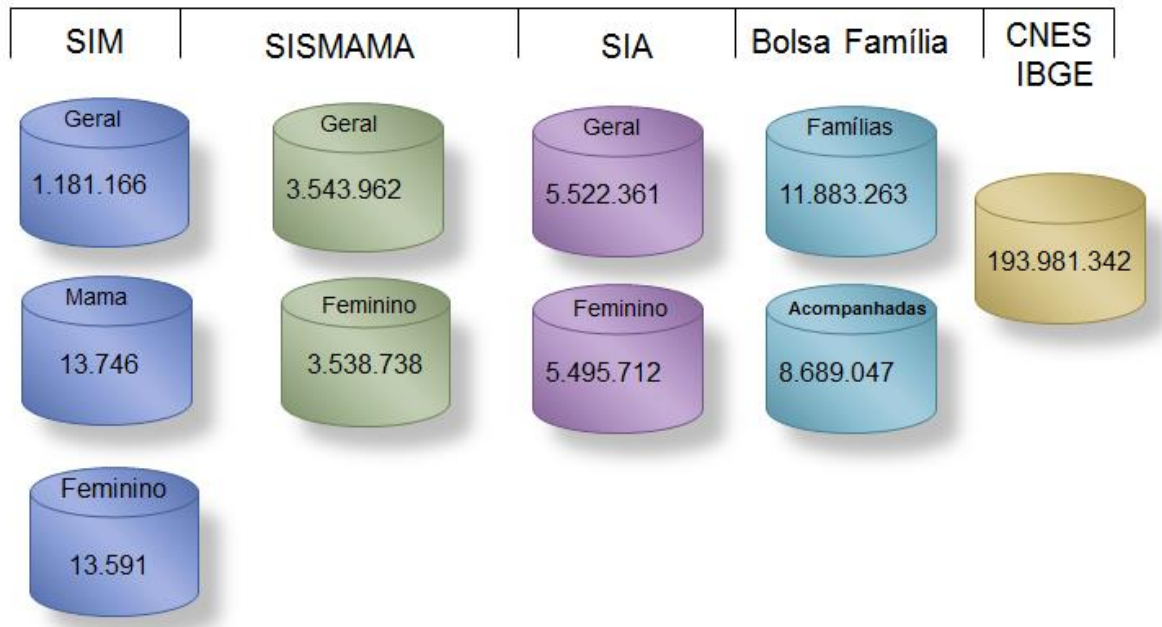 SIM
SISMAMA
SIA
Bolsa Família
CNES
IBGE
Geral
1.181.166
Geral
3.543.962
Geral
5.522.361
Famílias
11.883.263
193.981.342
Mama
13.746
Feminino
3.538.738
Feminino
5.495.712
Acompanhadas
8.689.047
Feminino
13.591